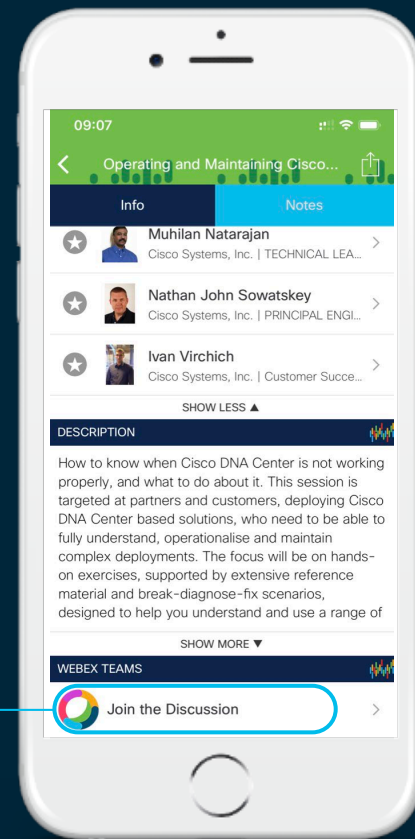 09:07
Operating and Maintaining Cisco...
Info
Notes
Muhilan Natarajan
Cisco Systems, Inc. | TECHNICAL LEA...
Nathan John Sowatskey
Cisco Systems, Inc. | PRINCIPAL ENGI...
Ivan Virchich
Cisco Systems, Inc. | Customer Succe...
SHOW LESS ▲
DESCRIPTION
How to know when Cisco DNA Center is not working
properly, and what to do about it. This session is
targeted at partners and customers, deploying Cisco
DNA Center based solutions, who need to be able to
fully understand, operationalise and maintain
complex deployments. The focus will be on hands-
on exercises, supported by extensive reference
material and break-diagnose-fix scenarios,
designed to help you understand and use a range of
SHOW MORE ▼
WEBEX TEAMS
Join the Discussion